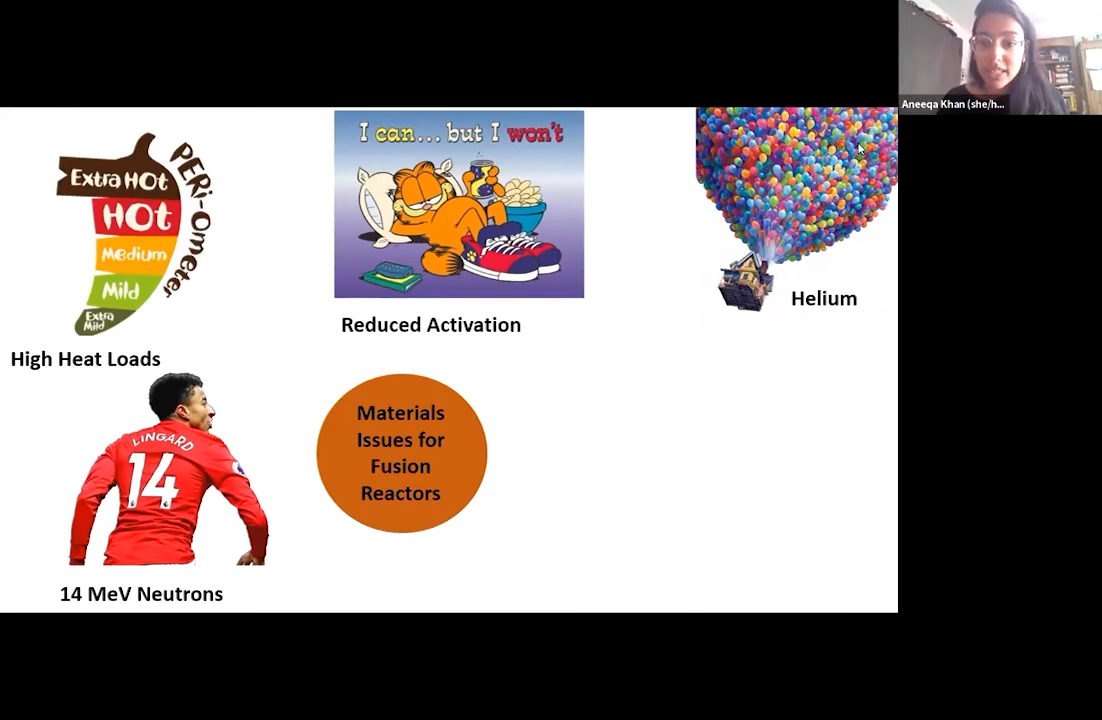 Aneeqa Khan (she/h...
I can... but I won't
PERi-Ometer
Extra HOt
HOt
Medium
Mild
Extra
Mild
Helium
Reduced Activation
High Heat Loads
LINGARD
14
Materials
Issues for
Fusion
Reactors
14 MeV Neutrons